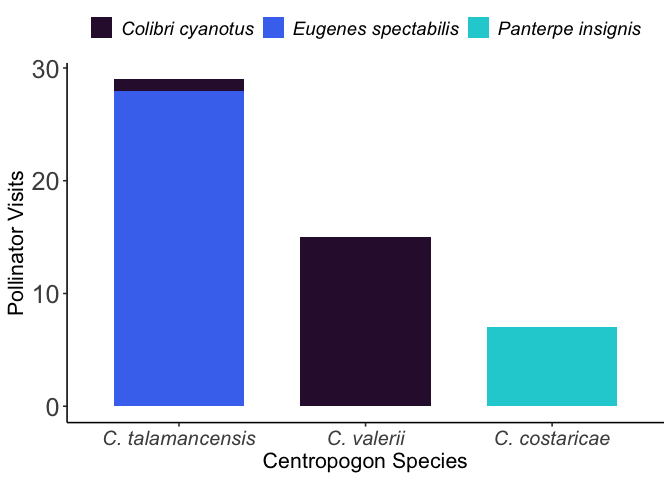 Colibri cyanotus Eugenes spectabilis Panterpe insignis
30
20
10
0
Pollinator Visits
C. talamancensis C. valerii C. costaricae
Centropogon Species